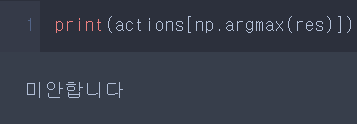 1 print(actions[np.argmax(res)])
미안합니다